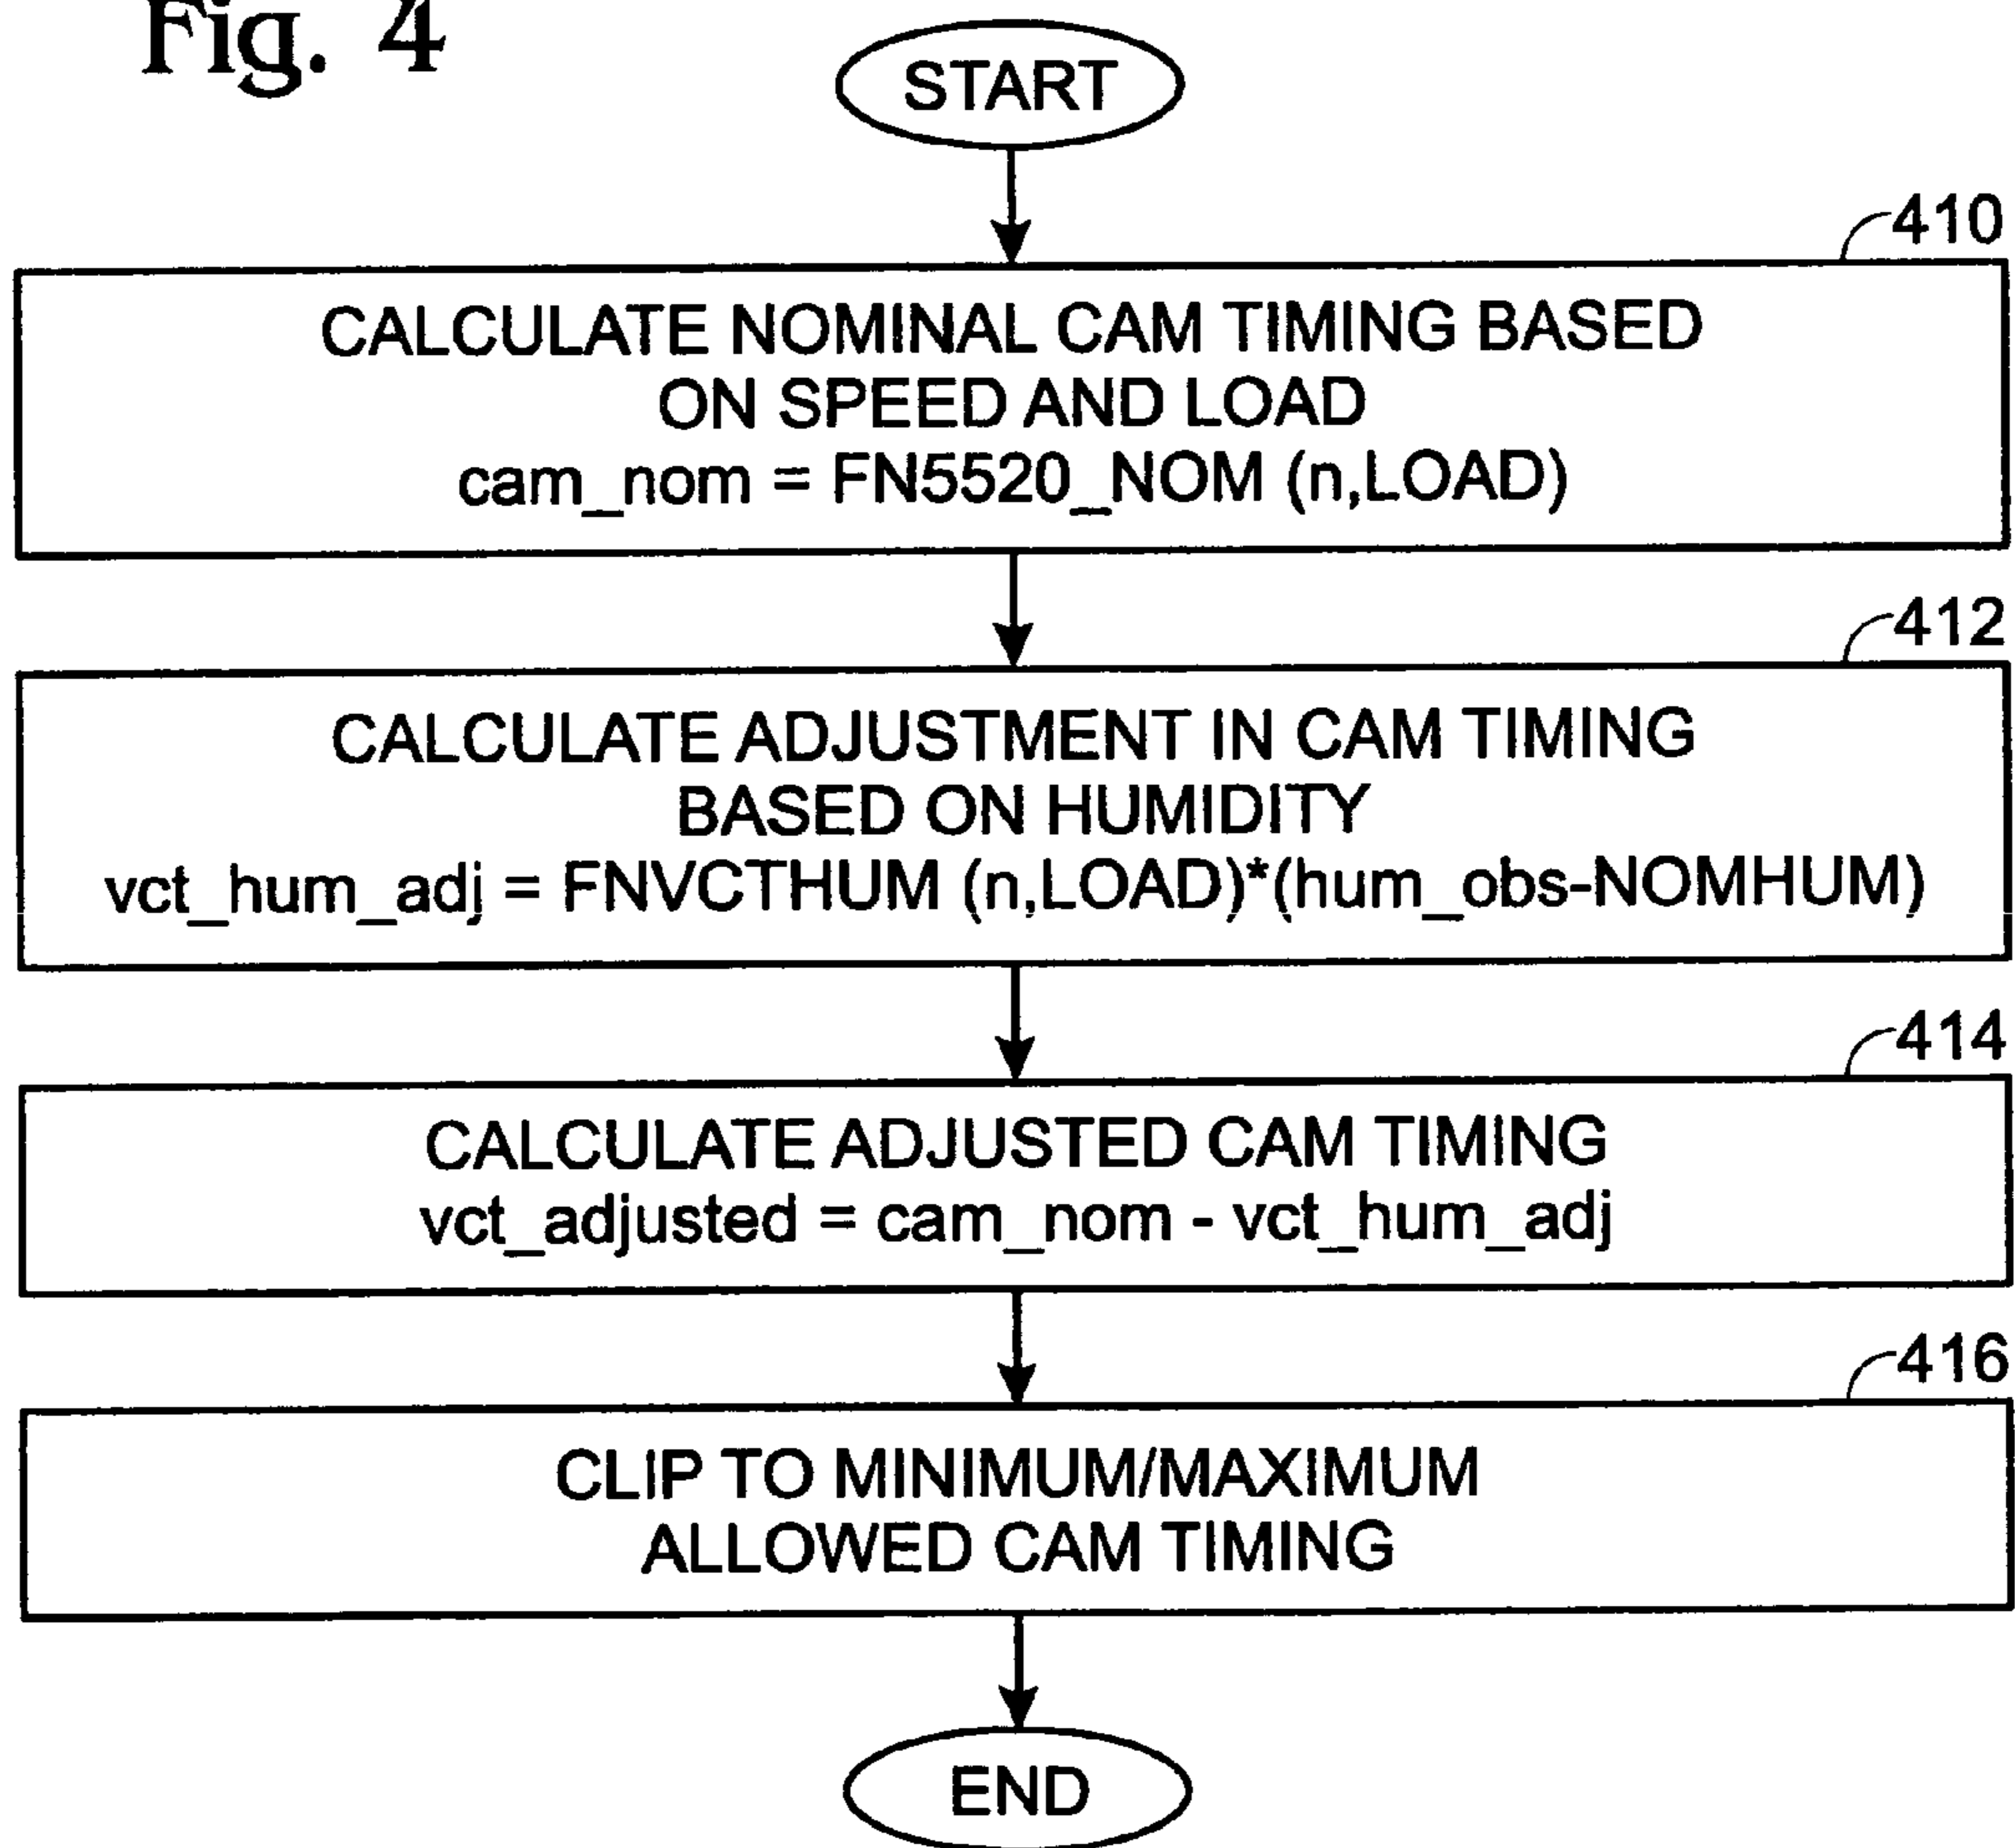 Fig. 4
START
410
CALCULATE NOMINAL CAM TIMING BASED
ON SPEED AND LOAD
cam_nom = FN5520_NOM (n,LOAD)
412
CALCULATE ADJUSTMENT IN CAM TIMING
BASED ON HUMIDITY
vct_hum_adj = FNVCTHUM (n,LOAD)*(hum_obs-NOMHUM)
414
CALCULATE ADJUSTED CAM TIMING
vct_adjusted = cam_nom - vct_hum_adj
416
CLIP TO MINIMUM/MAXIMUM
ALLOWED CAM TIMING
END